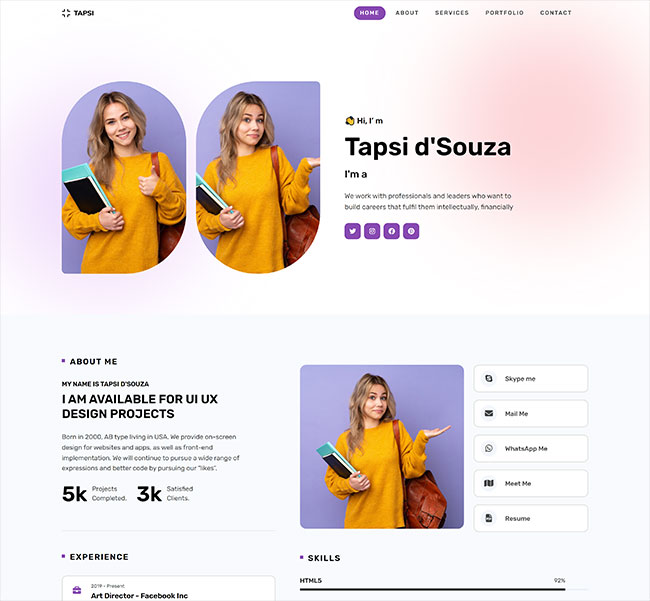 TAPSI
HOME ABOUT SERVICES PORTFOLIO CONTACT
Hi, I' m
Tapsi d'Souza
I'm a
We work with professionals and leaders who want to
build careers that fulfil them intellectually, financially
ABOUT ME
MY NAME IS TAPSI D'SOUZA
I AM AVAILABLE FOR UI UX
DESIGN PROJECTS
Born in 2000, AB type living in USA. We provide on-screen
design for websites and apps, as well as front-end
implementation. We will continue to pursue a wide range of
expressions and better code by pursuing our "likes".
5k Projects
Completed.
3k Satisfied
Clients.
Skype me
Mail Me
WhatsApp Me
Meet Me
Resume
EXPERIENCE
2019 - Present
Art Director - Facebook Inc
SKILLS
HTML5 92%